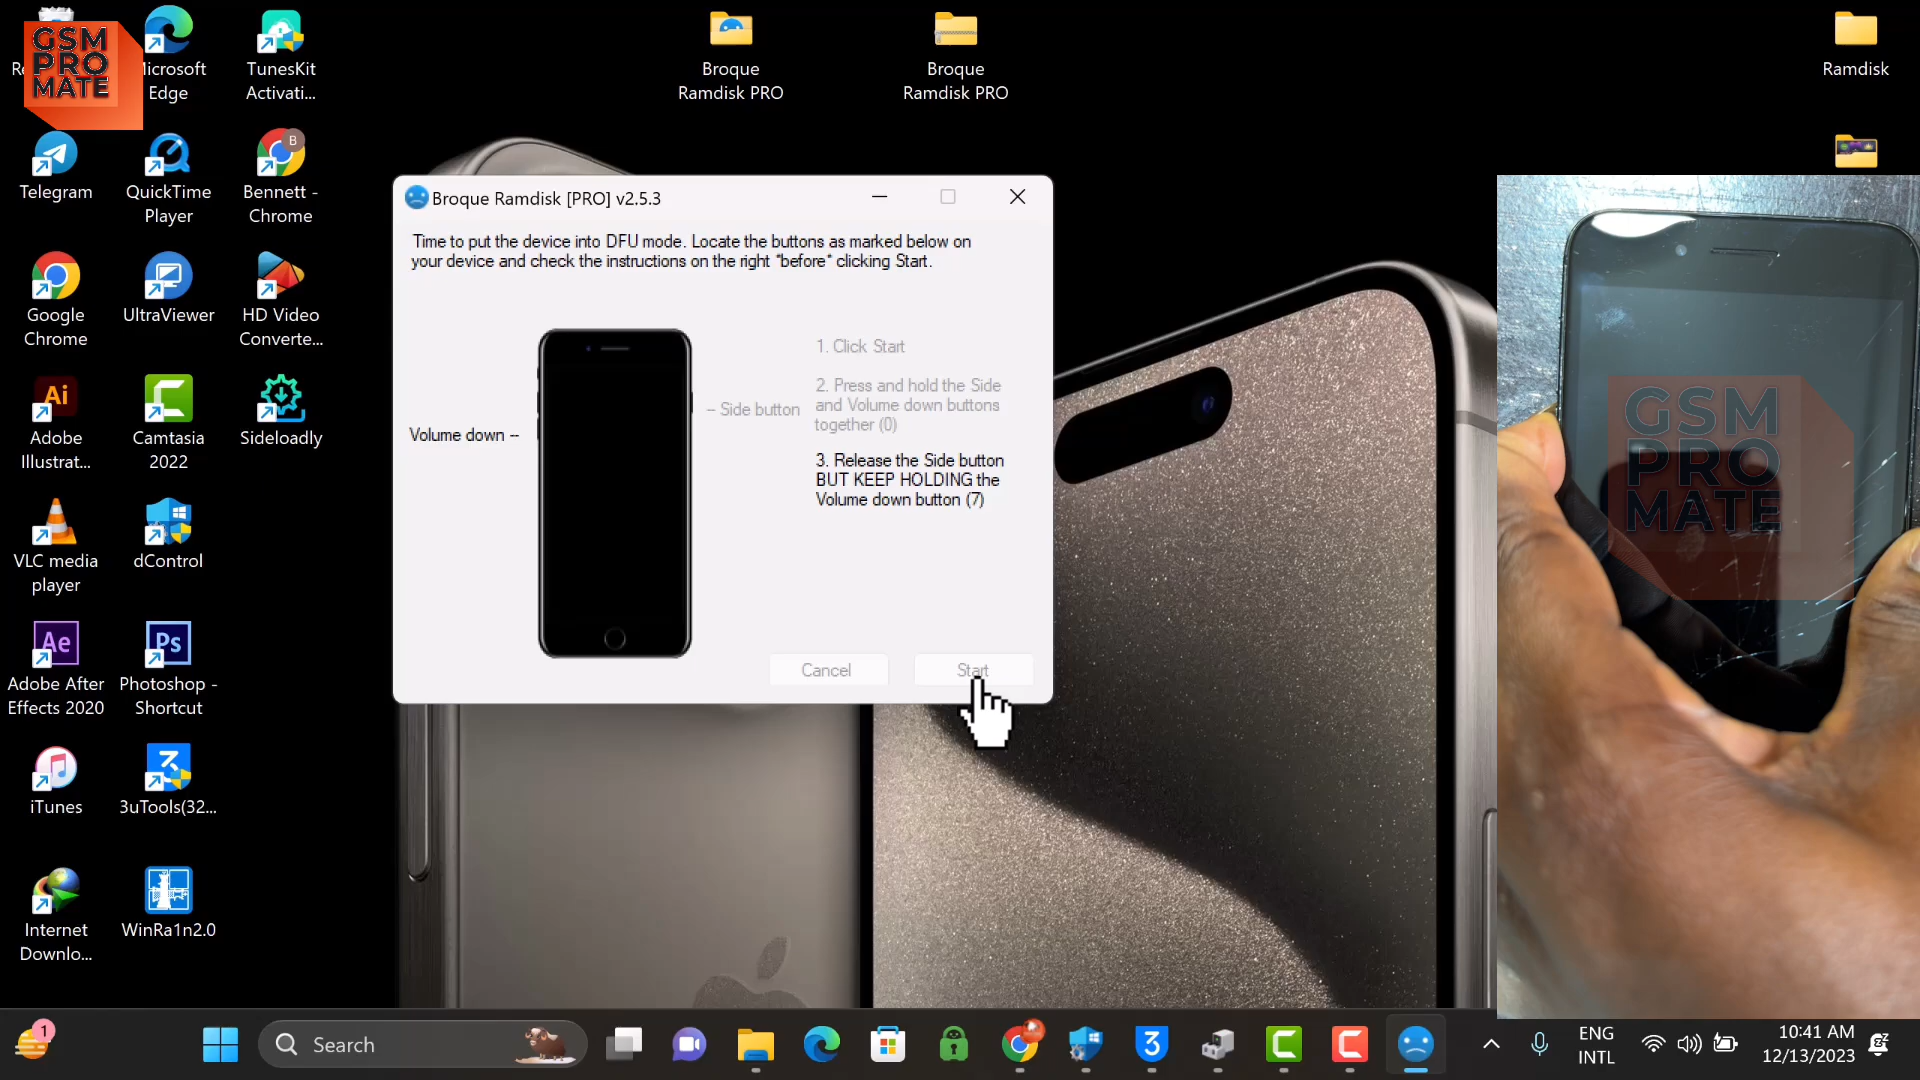 GSM
PRO
MATE
Microsoft
Edge
TunesKit
Activati...
Telegram
QuickTime
Player
B
Bennett -
Chrome
Google
Chrome
UltraViewer
HD Video
Converte...
Ai
Adobe
Illustrat...
Camtasia
2022
Sideloadly
VLC media
player
dControl
Ae
Adobe After
Effects 2020
Ps
Photoshop -
Shortcut
iTunes
3uTools(32...
Internet
Downlo...
WinRa1n2.0
Broque
Ramdisk PRO
Broque
Ramdisk PRO
Ramdisk
Broque Ramdisk [PRO] v2.5.3
Time to put the device into DFU mode. Locate the buttons as marked below on
your device and check the instructions on the right *before* clicking Start.
Volume down --
-- Side button
1. Click Start
2. Press and hold the Side
and Volume down buttons
together (0)
3. Release the Side button
BUT KEEP HOLDING the
Volume down button (7)
Cancel
Start
GSM
PRO
MATE
1
Search
3
ENG
INTL
10:41 AM
12/13/2023